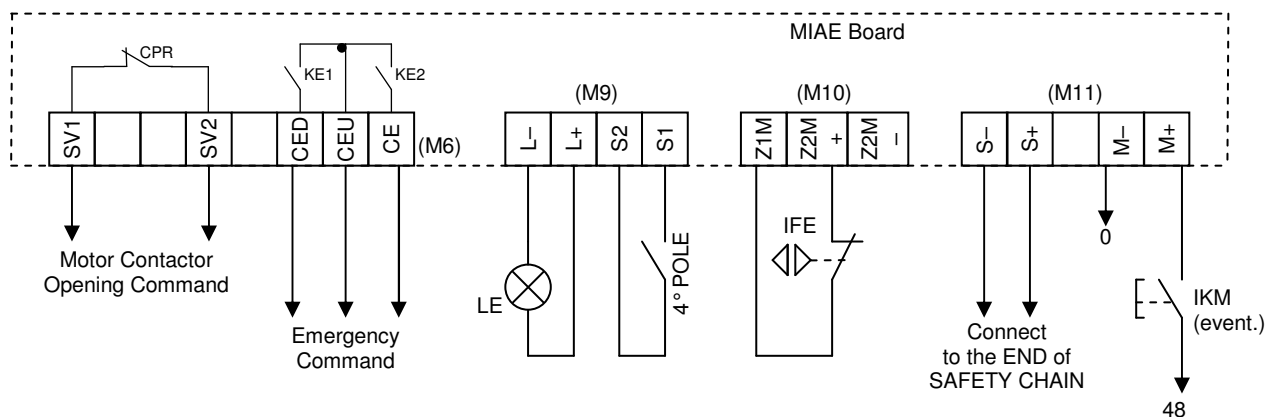 MIAE Board
CPR
KE1
KE2
(M9)
(M10)
(M11)
SV1
SV2
CED
CEU
CE
(M6)
L–
L+
S2
S1
Z1M
Z2M +
Z2M –
S–
S+
M–
M+
Motor Contactor
Opening Command
Emergency
Command
LE
4° POLE
IFE
Connect
to the END of
SAFETY CHAIN
0
IKM
(event.)
48